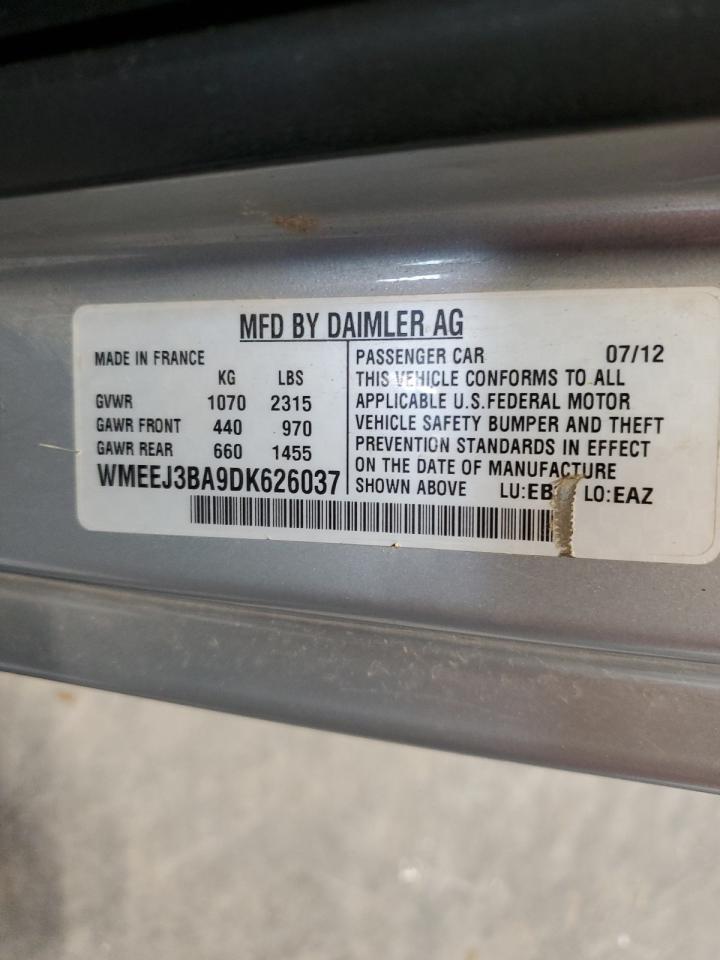 MFD BY DAIMLER AG
MADE IN FRANCE
KG LBS
GVWR 1070 2315
GAWR FRONT 440 970
GAWR REAR 660 1455
WMEEJ3BA9DK626037
PASSENGER CAR 07/12
THIS VEHICLE CONFORMS TO ALL
APPLICABLE U.S.FEDERAL MOTOR
VEHICLE SAFETY BUMPER AND THEFT
PREVENTION STANDARDS IN EFFECT
ON THE DATE OF MANUFACTURE
SHOWN ABOVE LO:EAZ